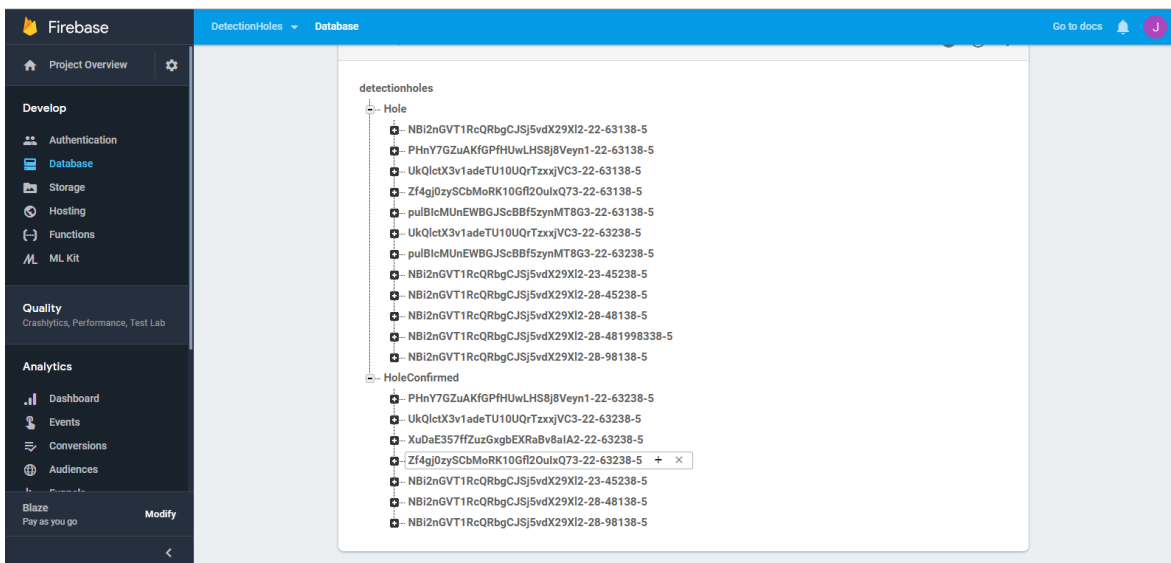 Firebase
DetectionHoles
Database
Go to docs
J
Project Overview
Develop
Authentication
Database
Storage
Hosting
Functions
ML Kit
Quality
Crashlytics, Performance, Test Lab
Analytics
Dashboard
Events
Conversions
Audiences
Blaze
Pay as you go
Modify
detectionholes
Hole
NBi2nGVT1RcQRbgCJSj5vdX29Xl2-22-63138-5
PHnY7GZuAKfGPfHUwLHS8j8Veyn1-22-63138-5
UkQlctX3v1adeTU10UQrTzxxjVC3-22-63138-5
Zf4gj0zySCbMoRK10Gfl2OuIxQ73-22-63138-5
pulBIcMUnEWBGJScBBf5zynMT8G3-22-63138-5
UkQlctX3v1adeTU10UQrTzxxjVC3-22-63238-5
pulBIcMUnEWBGJScBBf5zynMT8G3-22-63238-5
NBi2nGVT1RcQRbgCJSj5vdX29Xl2-23-45238-5
NBi2nGVT1RcQRbgCJSj5vdX29Xl2-28-45238-5
NBi2nGVT1RcQRbgCJSj5vdX29Xl2-28-48138-5
NBi2nGVT1RcQRbgCJSj5vdX29Xl2-28-481998338-5
NBi2nGVT1RcQRbgCJSj5vdX29Xl2-28-98138-5
HoleConfirmed
PHnY7GZuAKfGPfHUwLHS8j8Veyn1-22-63238-5
UkQlctX3v1adeTU10UQrTzxxjVC3-22-63238-5
XuDaE357ffZuzGxgbEXRaBv8aIA2-22-63238-5
Zf4gj0zySCbMoRK10Gfl2OuIxQ73-22-63238-5
NBi2nGVT1RcQRbgCJSj5vdX29Xl2-23-45238-5
NBi2nGVT1RcQRbgCJSj5vdX29Xl2-28-48138-5
NBi2nGVT1RcQRbgCJSj5vdX29Xl2-28-98138-5